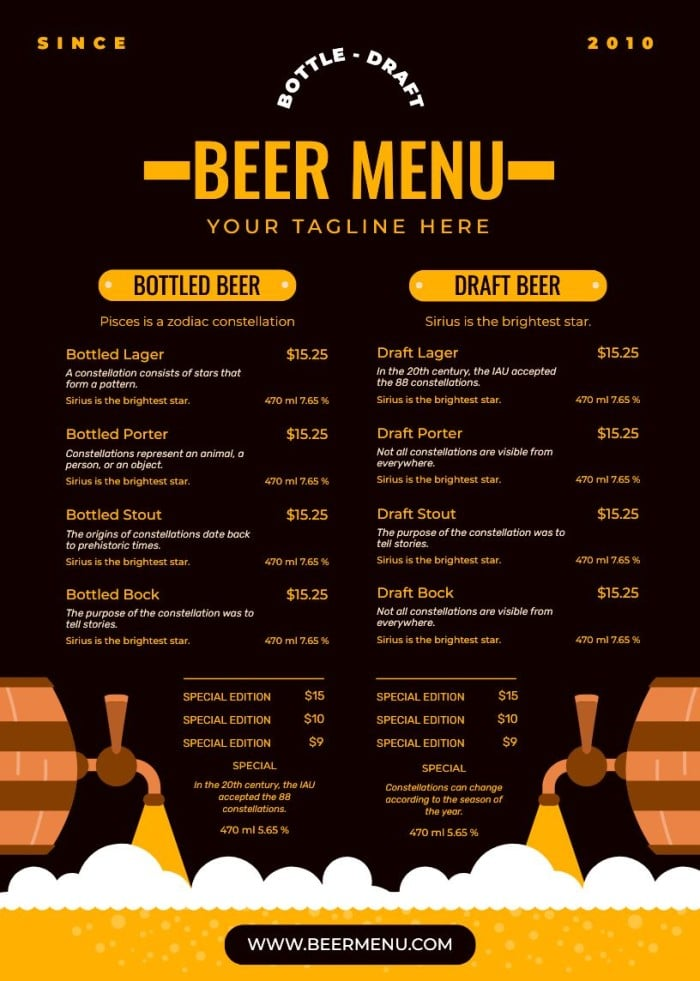 SINCE
2010
BOTTLE - DRAFT
BEER MENU
YOUR TAGLINE HERE
BOTTLED BEER
Pisces is a zodiac constellation
Bottled Lager $15.25
A constellation consists of stars that
form a pattern.
Sirius is the brightest star. 470 ml 7.65 %
Bottled Porter $15.25
Constellations represent an animal, a
person, or an object.
Sirius is the brightest star. 470 ml 7.65 %
Bottled Stout $15.25
The origins of constellations date back
to prehistoric times.
Sirius is the brightest star. 470 ml 7.65 %
Bottled Bock $15.25
The purpose of the constellation was to
tell stories.
Sirius is the brightest star. 470 ml 7.65 %
SPECIAL EDITION $15
SPECIAL EDITION $10
SPECIAL EDITION $9
SPECIAL
In the 20th century, the IAU
accepted the 88
constellations.
470 ml 5.65 %
DRAFT BEER
Sirius is the brightest star.
Draft Lager $15.25
In the 20th century, the IAU accepted
the 88 constellations.
Sirius is the brightest star. 470 ml 7.65 %
Draft Porter $15.25
Not all constellations are visible from
everywhere.
Sirius is the brightest star. 470 ml 7.65 %
Draft Stout $15.25
The purpose of the constellation was to
tell stories.
Sirius is the brightest star. 470 ml 7.65 %
Draft Bock $15.25
Not all constellations are visible from
everywhere.
Sirius is the brightest star. 470 ml 7.65 %
SPECIAL EDITION $15
SPECIAL EDITION $10
SPECIAL EDITION $9
SPECIAL
Constellations can change
according to the season of
the year.
470 ml 5.65 %
WWW.BEERMENU.COM